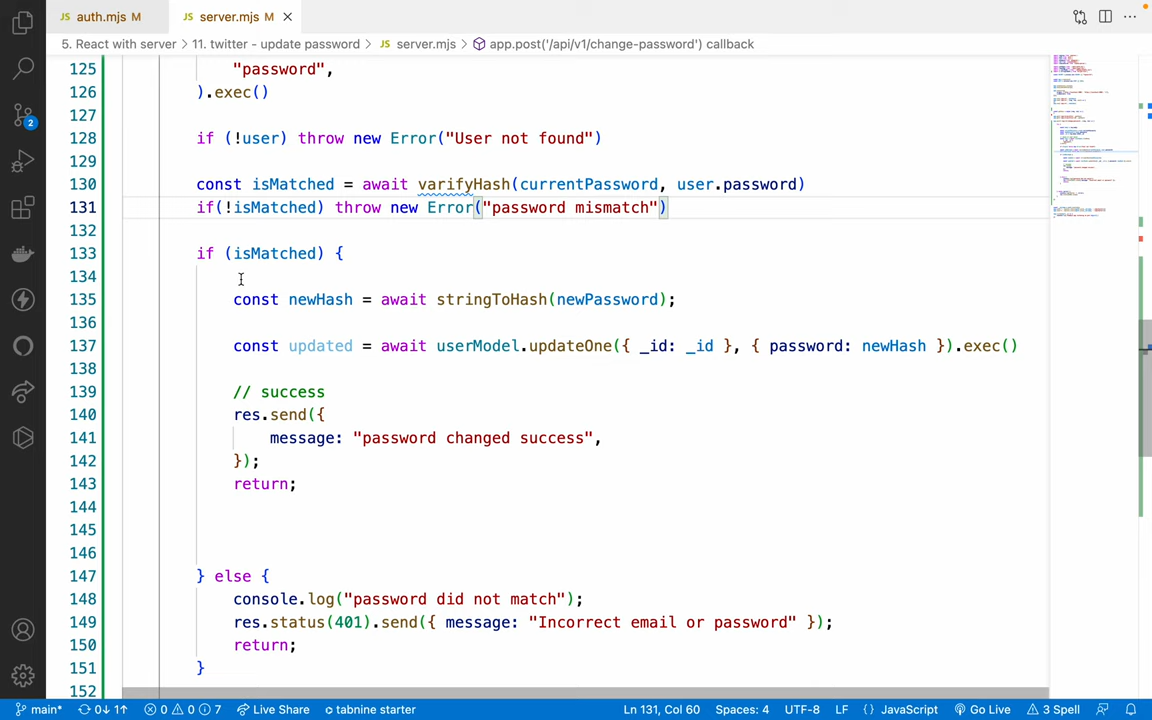 JS auth.mjs M
JS server.mjs M
5. React with server > 11. twitter - update password > JS server.mjs > app.post('/api/v1/change-password') callback
125 "password",
126 ).exec()
127
128 if (!user) throw new Error("User not found")
129
130 const isMatched = await varifyHash(currentPassword, user.password)
131 if(!isMatched) throw new Error("password mismatch")
132
133 if (isMatched) {
134
135 const newHash = await stringToHash(newPassword);
136
137 const updated = await userModel.updateOne({ _id: _id }, { password: newHash }).exec()
138
139 // success
140 res.send({
141 message: "password changed success",
142 });
143 return;
144
145
146
147 } else {
148 console.log("password did not match");
149 res.status(401).send({ message: "Incorrect email or password" });
150 return;
151 }
152
2
main* 0↓ 1↑ 0 0 7 Live Share tabnine starter Ln 131, Col 60 Spaces: 4 UTF-8 LF {} JavaScript Go Live 3 Spell